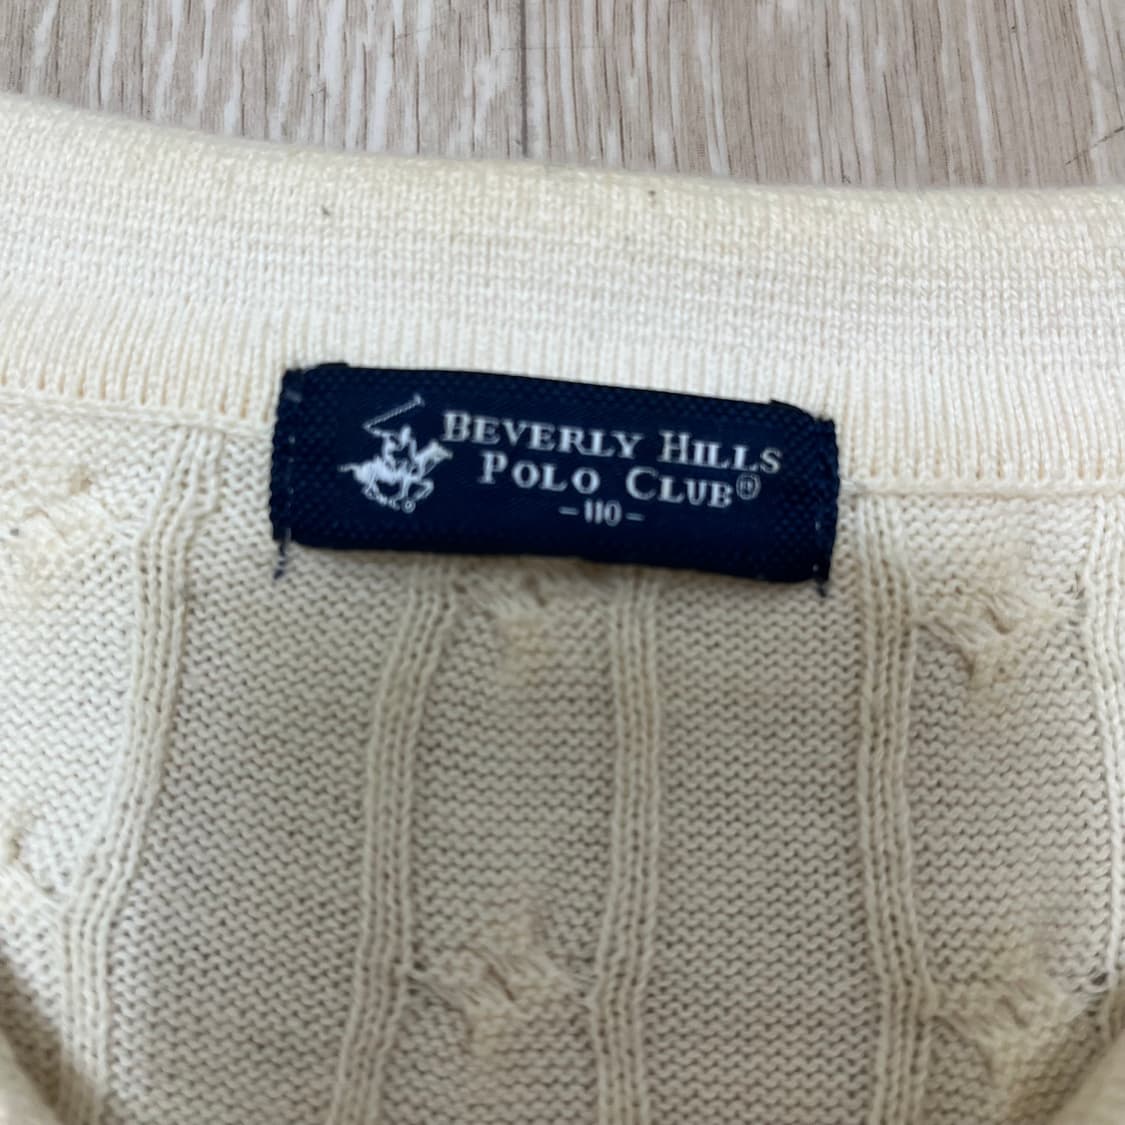 BEVERLY HILLS
POLO CLUB®
-110-